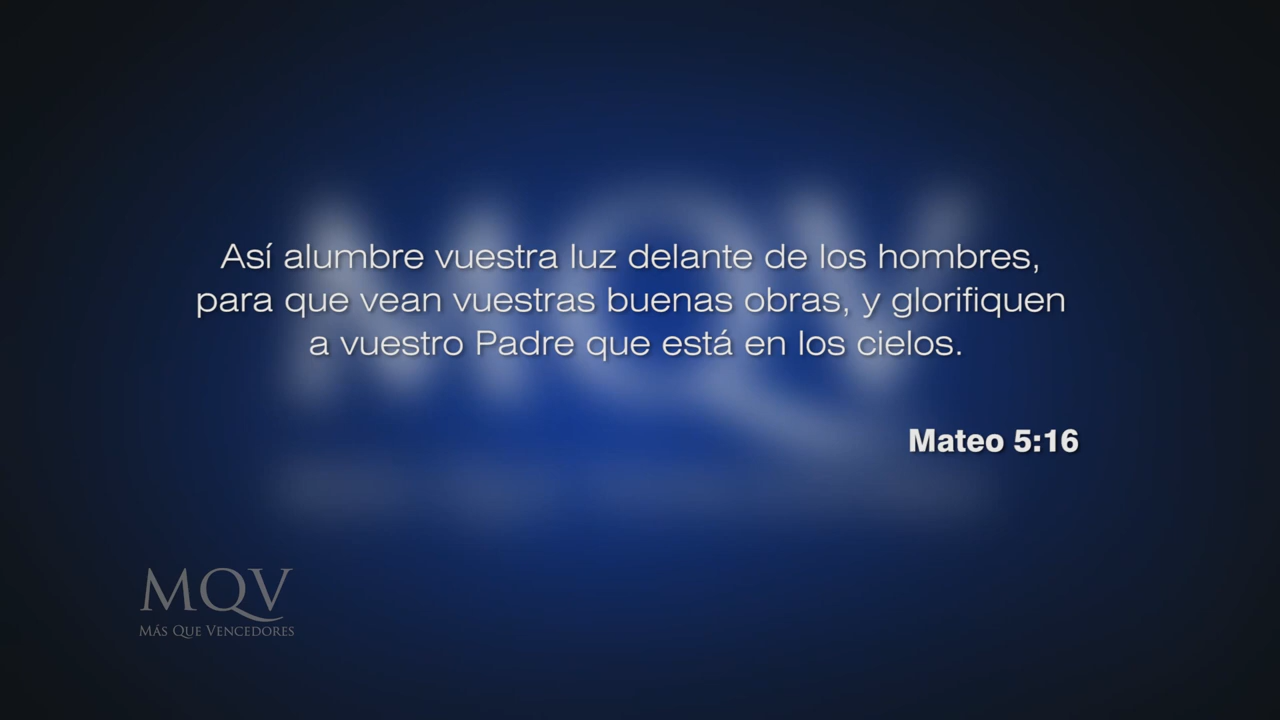 Así alumbre vuestra luz delante de los hombres,
para que vean vuestras buenas obras, y glorifiquen
a vuestro Padre que está en los cielos.
Mateo 5:16
MQV
MÁS QUE VENCEDORES